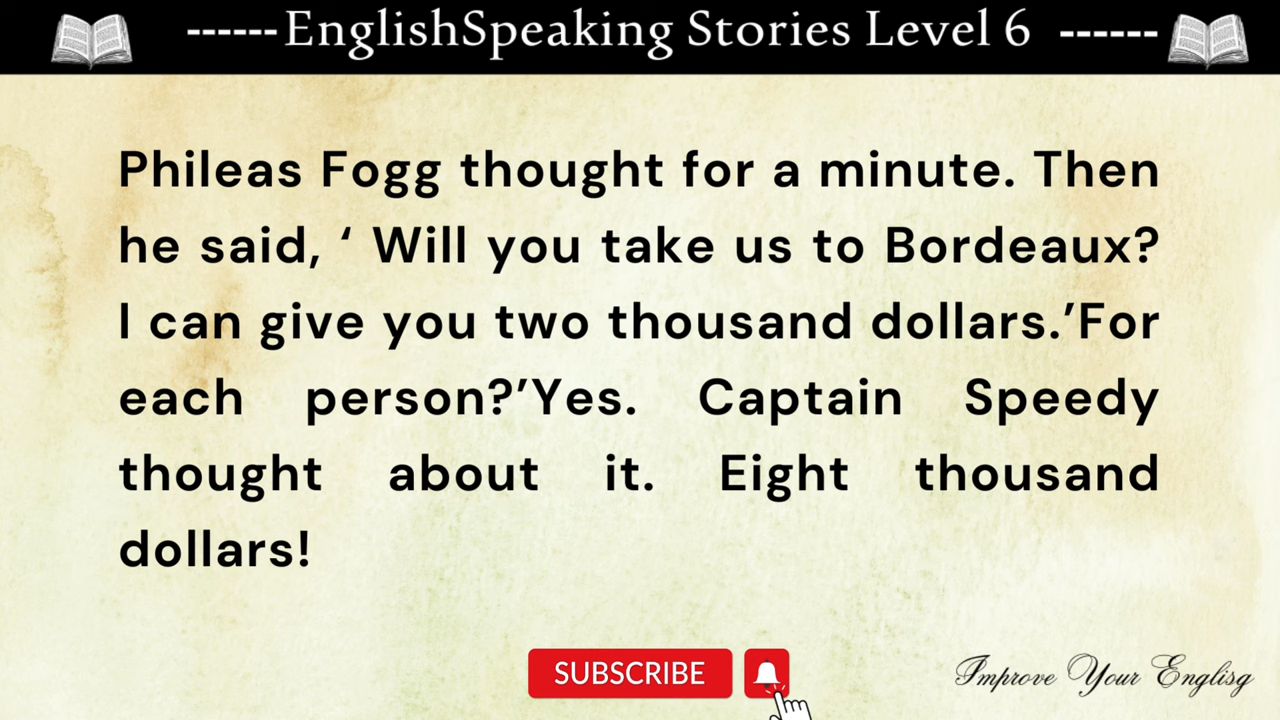 ------EnglishSpeaking Stories Level 6 ------
Phileas Fogg thought for a minute. Then
he said, ‘ Will you take us to Bordeaux?
I can give you two thousand dollars.’For
each person?’Yes. Captain Speedy
thought about it. Eight thousand
dollars!
SUBSCRIBE
Improve Your Englisg